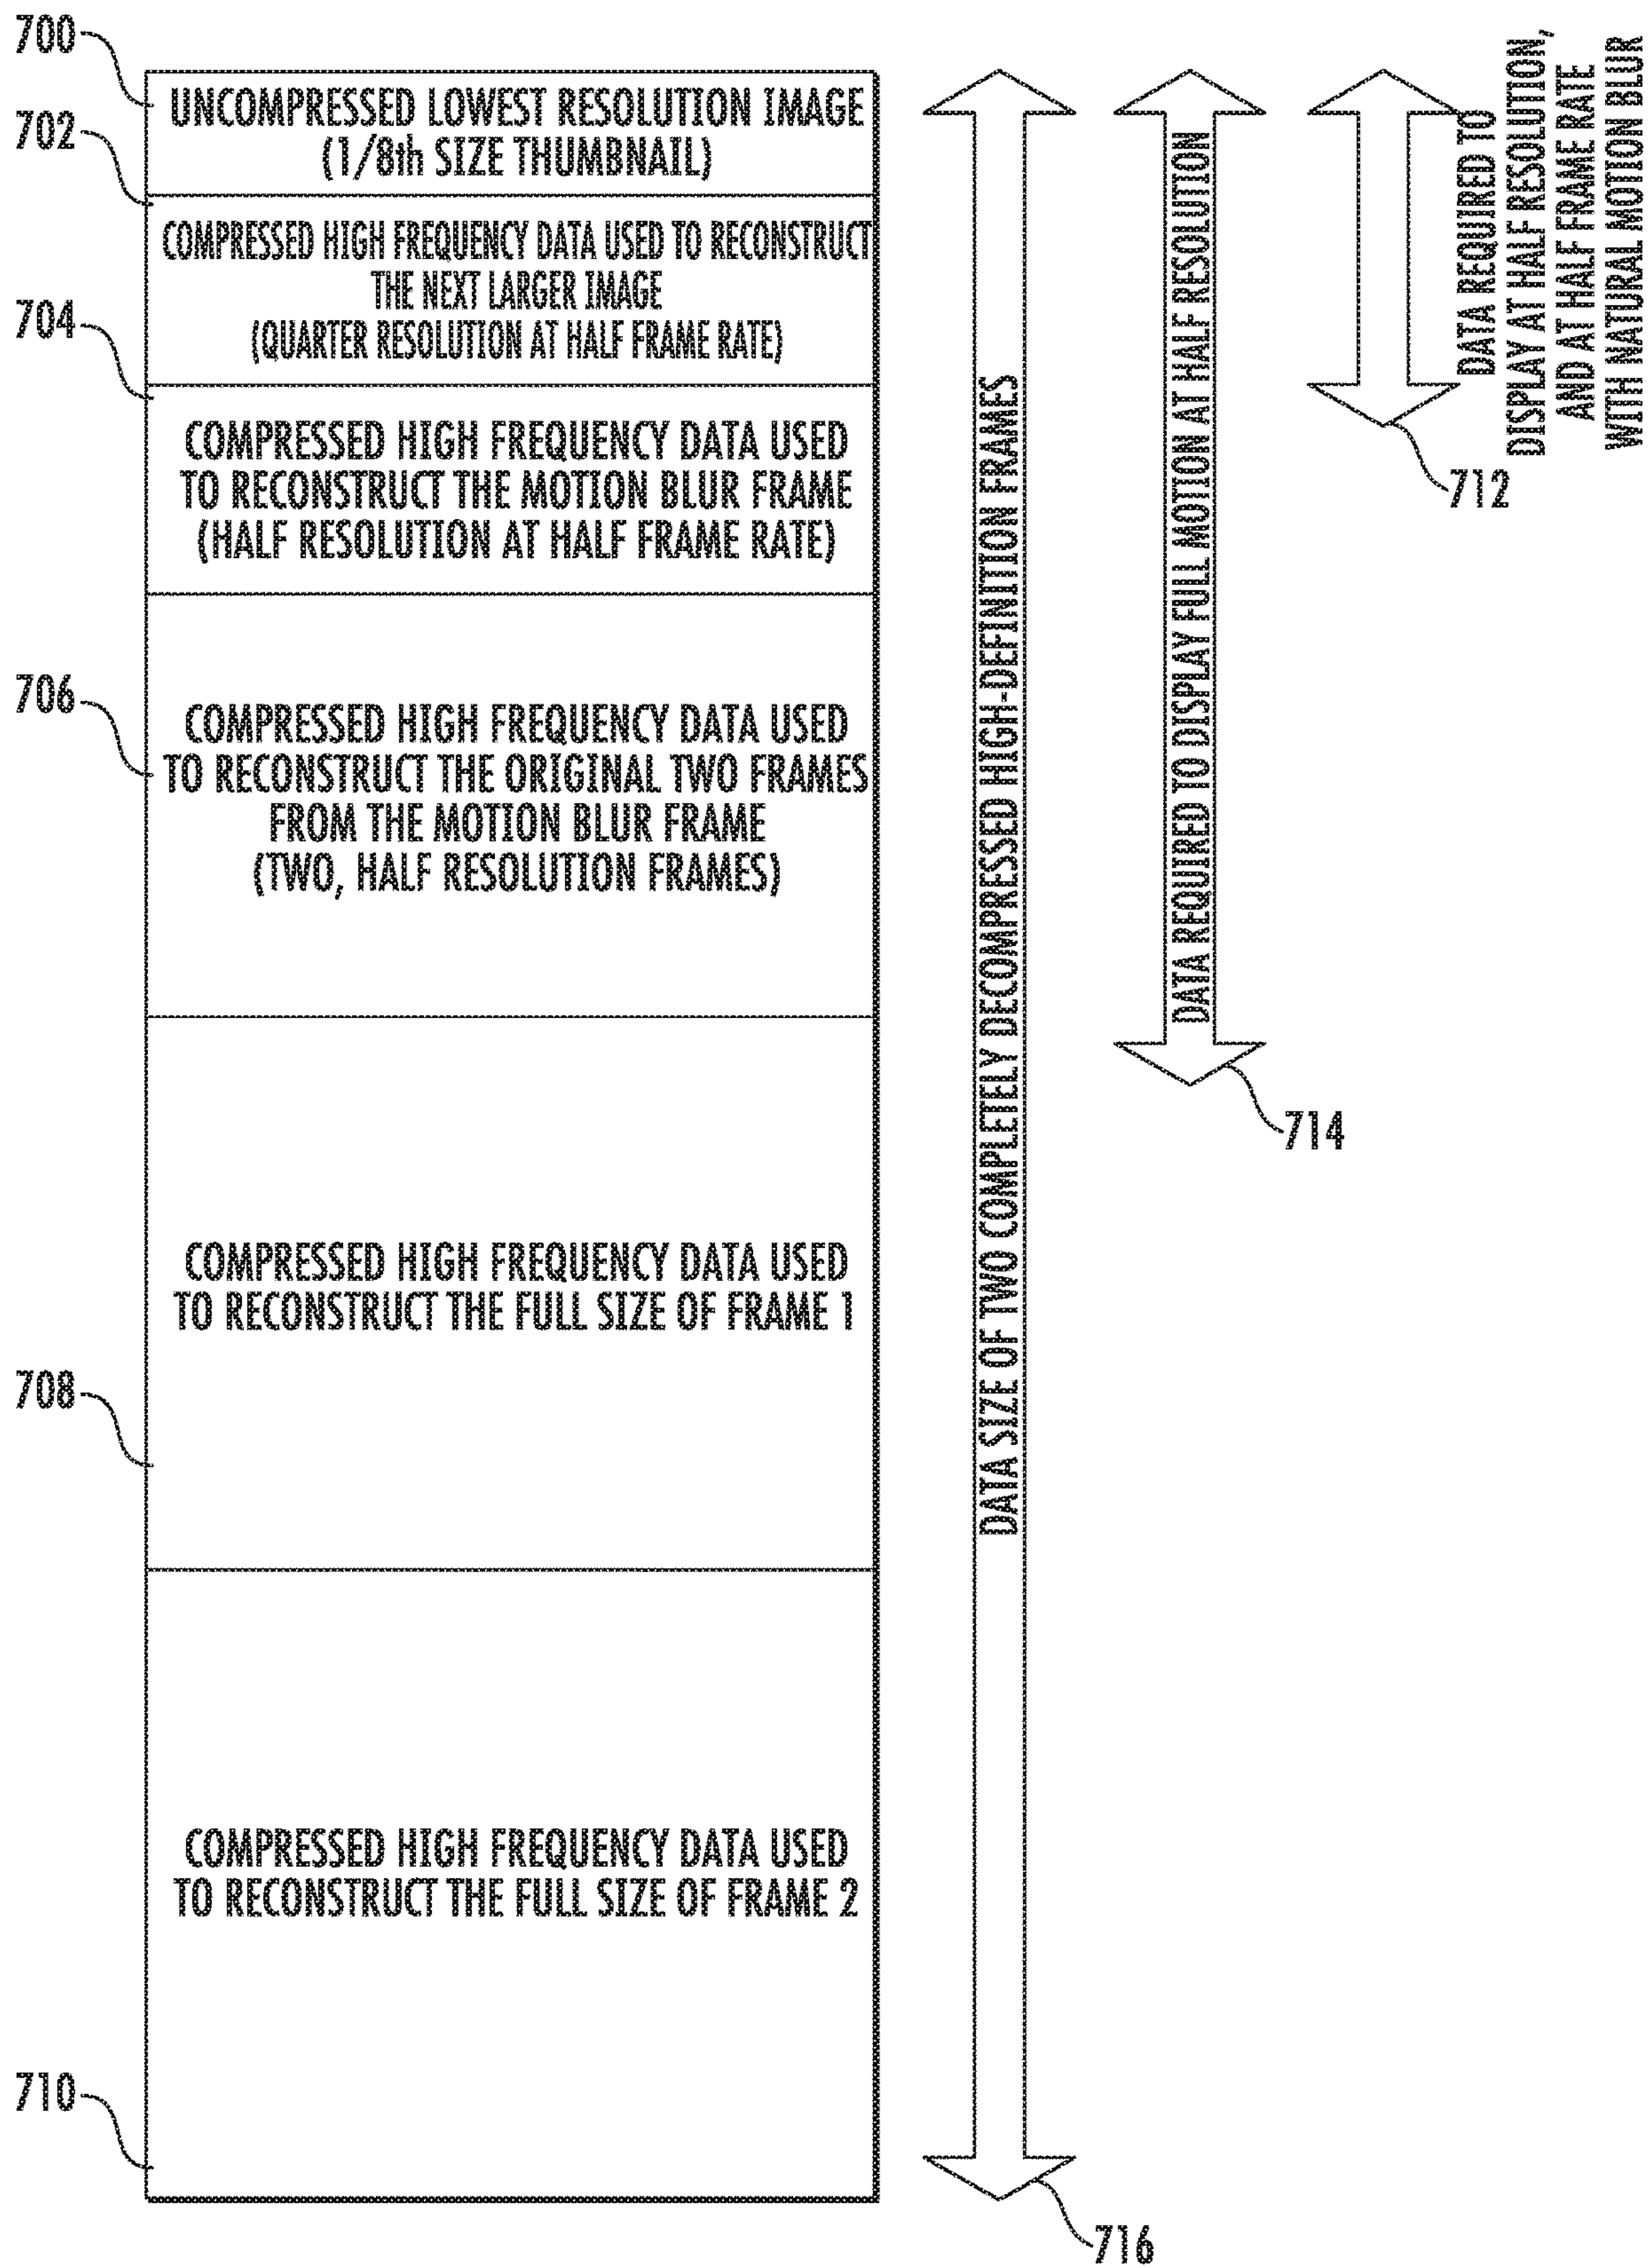 700
UNCOMPRESSED LOWEST RESOLUTION IMAGE
(1/8th SIZE THUMBNAIL)
702
COMPRESSED HIGH FREQUENCY DATA USED TO RECONSTRUCT
THE NEXT LARGER IMAGE
(QUARTER RESOLUTION AT HALF FRAME RATE)
704
COMPRESSED HIGH FREQUENCY DATA USED
TO RECONSTRUCT THE MOTION BLUR FRAME
(HALF RESOLUTION AT HALF FRAME RATE)
706
COMPRESSED HIGH FREQUENCY DATA USED
TO RECONSTRUCT THE ORIGINAL TWO FRAMES
FROM THE MOTION BLUR FRAME
(TWO, HALF RESOLUTION FRAMES)
COMPRESSED HIGH FREQUENCY DATA USED
TO RECONSTRUCT THE FULL SIZE OF FRAME 1
708
COMPRESSED HIGH FREQUENCY DATA USED
TO RECONSTRUCT THE FULL SIZE OF FRAME 2
710
DATA SIZE OF TWO COMPLETELY DECOMPRESSED HIGH-DEFINITION FRAMES
716
DATA REQUIRED TO DISPLAY FULL MOTION AT HALF RESOLUTION
714
DATA REQUIRED TO
DISPLAY AT HALF RESOLUTION,
AND AT HALF FRAME RATE
WITH NATURAL MOTION BLUR
712